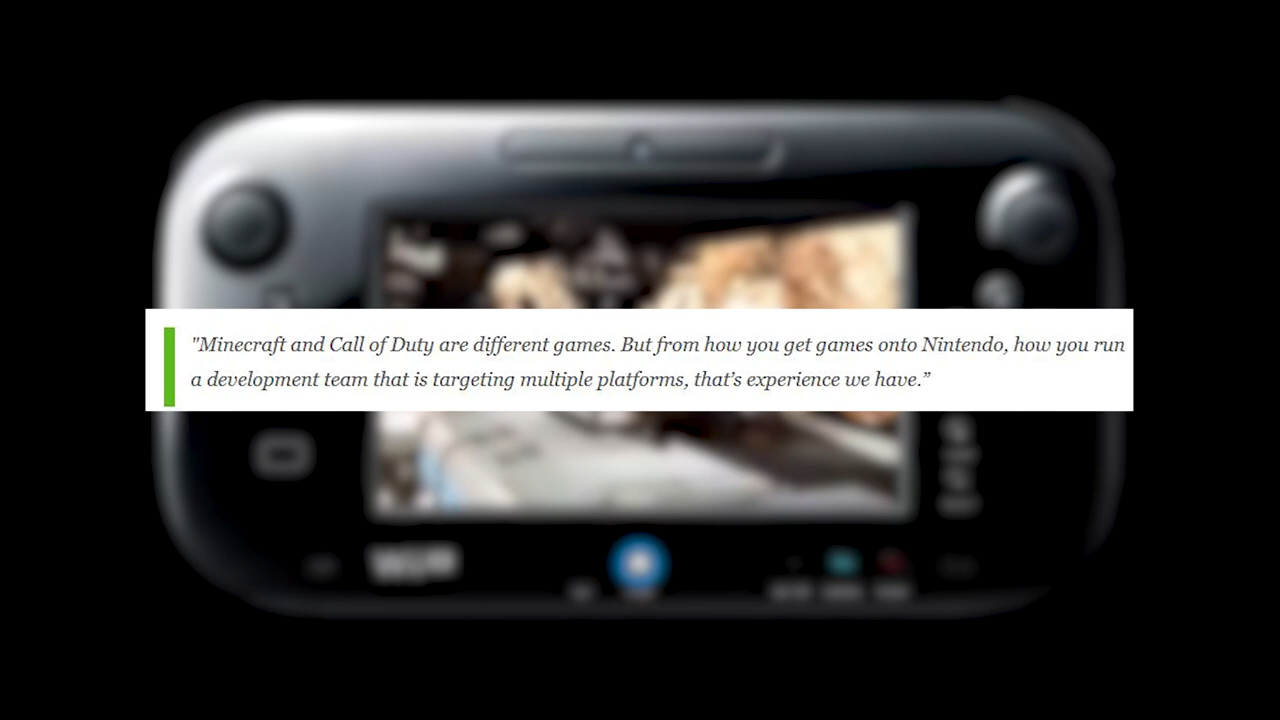 "Minecraft and Call of Duty are different games. But from how you get games onto Nintendo, how you run
a development team that is targeting multiple platforms, that’s experience we have.”